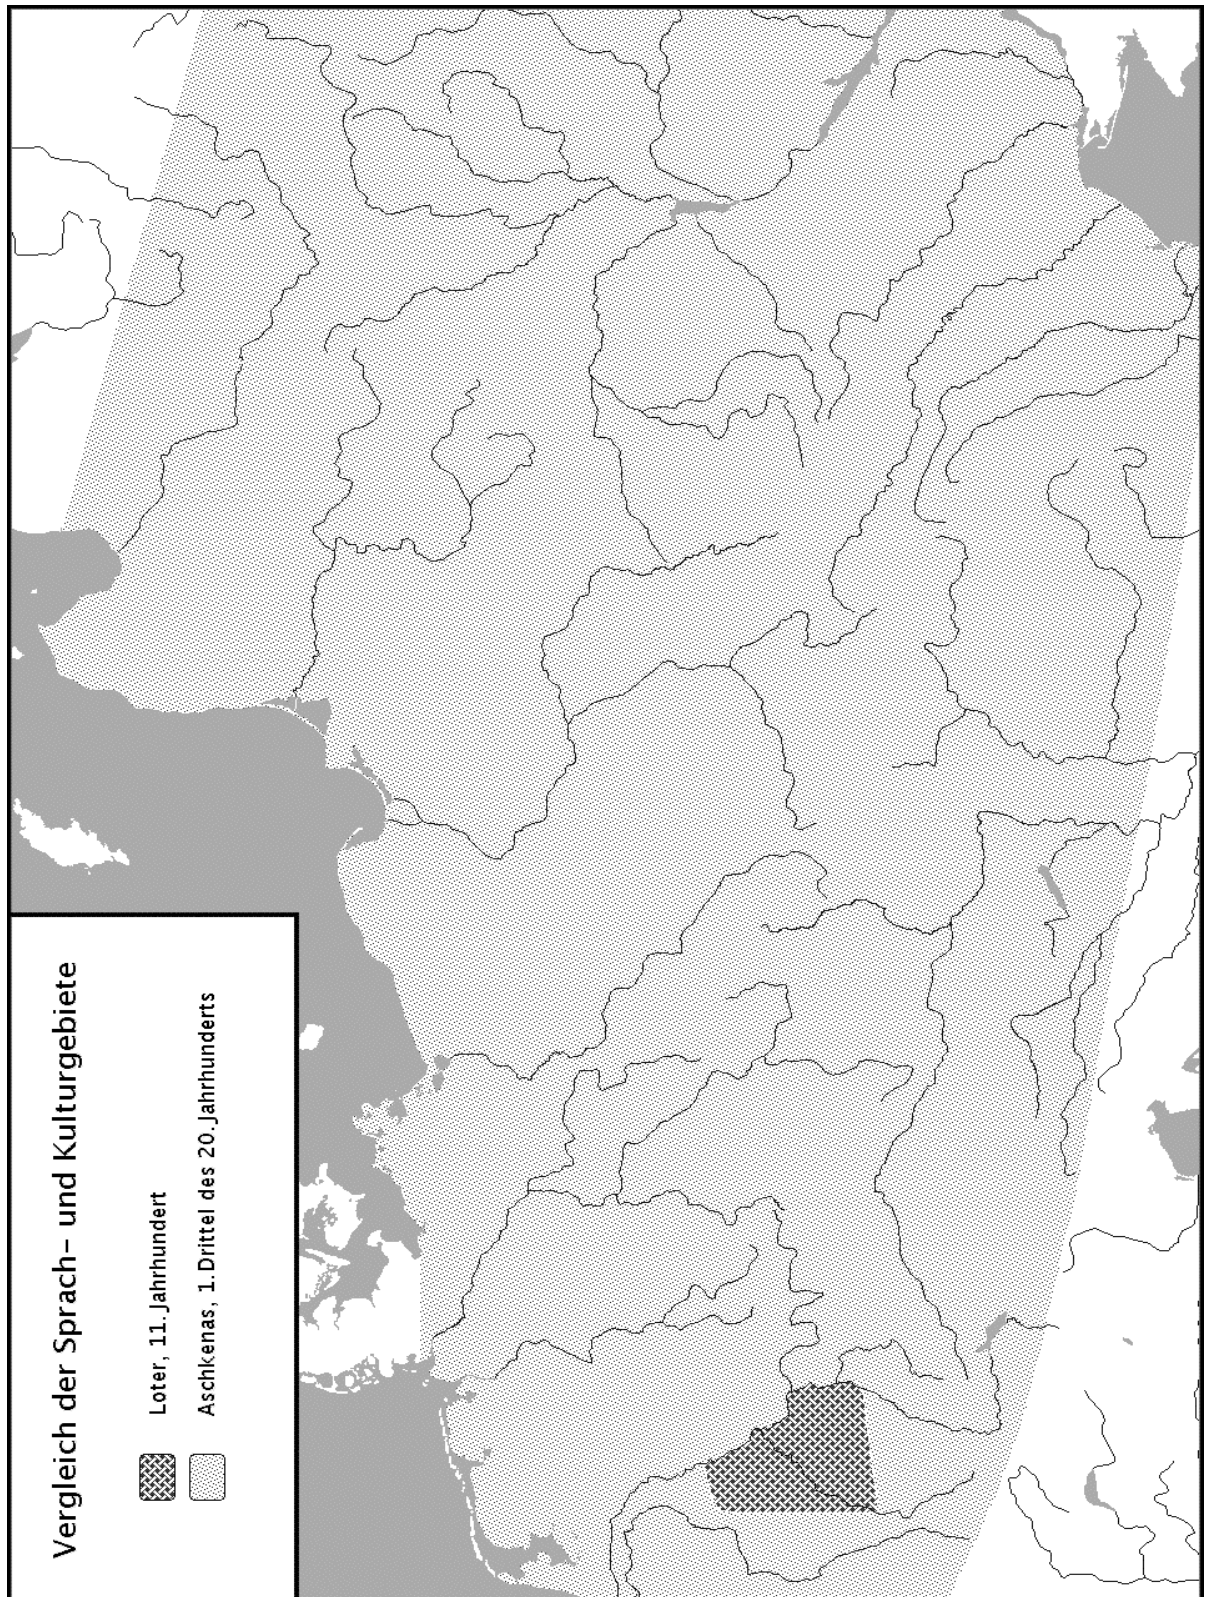 Vergleich der Sprach- und Kulturgebiete
Loter, 11. Jahrhundert
Aschkenas, 1. Drittel des 20. Jahrhunderts